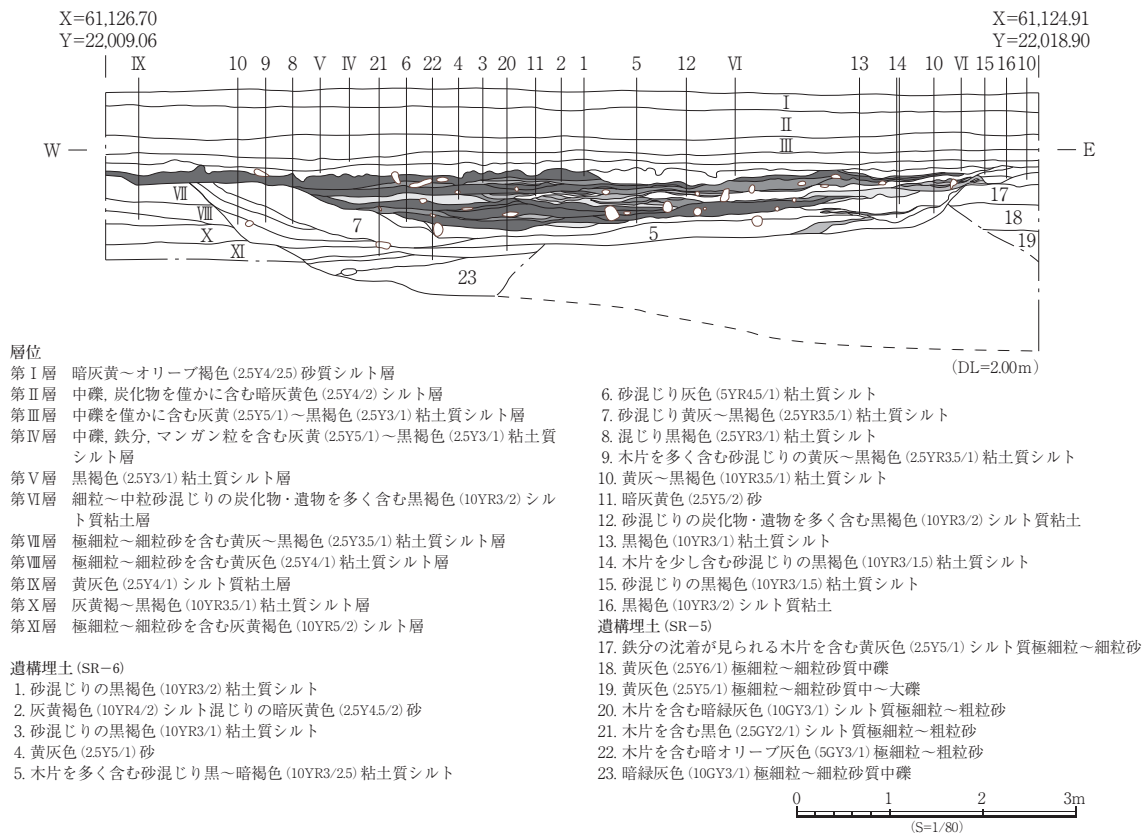 X=61,126.70
Y=22,009.06
X=61,124.91
Y=22,018.90
Ⅸ 10 9 8 Ⅴ Ⅳ 21 6 22 4 3 20 11 2 1 5 12 Ⅵ 13 14 10 Ⅵ 15 16 10
Ⅰ
Ⅱ
Ⅲ
W
E
Ⅶ
17
Ⅷ
18
7
5
Ⅹ
19
Ⅺ
23
(DL=2.00m)
層位
第Ⅰ層 暗灰黄～オリーブ褐色(2.5Y4/2.5) 砂質シルト層
第Ⅱ層 中礫, 炭化物を僅かに含む暗灰黄色(2.5Y4/2) シルト層
第Ⅲ層 中礫を僅かに含む灰黄(2.5Y5/1)～黒褐色(2.5Y3/1) 粘土質シルト層
第Ⅳ層 中礫, 鉄分, マンガン粒を含む灰黄(2.5Y5/1)～黒褐色(2.5Y3/1) 粘土質
シルト層
第Ⅴ層 黒褐色(2.5Y3/1) 粘土質シルト層
第Ⅵ層 細粒～中粒砂混じりの炭化物・遺物を多く含む黒褐色(10YR3/2) シル
ト質粘土層
第Ⅶ層 極細粒～細粒砂を含む黄灰～黒褐色(2.5Y3.5/1) 粘土質シルト層
第Ⅷ層 極細粒～細粒砂を含む黄灰色(2.5Y4/1) 粘土質シルト層
第Ⅸ層 黄灰色(2.5Y4/1) シルト質粘土層
第Ⅹ層 灰黄褐～黒褐色(10YR3.5/1) 粘土質シルト層
第Ⅺ層 極細粒～細粒砂を含む灰黄褐色(10YR5/2) シルト層
遺構埋土(SR−6)
1. 砂混じりの黒褐色(10YR3/2) 粘土質シルト
2. 灰黄褐色(10YR4/2) シルト混じりの暗灰黄色(2.5Y4.5/2) 砂
3. 砂混じりの黒褐色(10YR3/1) 粘土質シルト
4. 黄灰色(2.5Y5/1) 砂
5. 木片を多く含む砂混じり黒～暗褐色(10YR3/2.5) 粘土質シルト
6. 砂混じり灰色(5YR4.5/1) 粘土質シルト
7. 砂混じり黄灰～黒褐色(2.5YR3.5/1) 粘土質シルト
8. 混じり黒褐色(2.5YR3/1) 粘土質シルト
9. 木片を多く含む砂混じりの黄灰～黒褐色(2.5YR3.5/1) 粘土質シルト
10. 黄灰～黒褐色(10YR3.5/1) 粘土質シルト
11. 暗灰黄色(2.5Y5/2) 砂
12. 砂混じりの炭化物・遺物を多く含む黒褐色(10YR3/2) シルト質粘土
13. 黒褐色(10YR3/1) 粘土質シルト
14. 木片を少し含む砂混じりの黒褐色(10YR3/1.5) 粘土質シルト
15. 砂混じりの黒褐色(10YR3/1.5) 粘土質シルト
16. 黒褐色(10YR3/2) シルト質粘土
遺構埋土(SR−5)
17. 鉄分の沈着が見られる木片を含む黄灰色(2.5Y5/1) シルト質極細粒～細粒砂
18. 黄灰色(2.5Y6/1) 極細粒～細粒砂質中礫
19. 黄灰色(2.5Y5/1) 極細粒～細粒砂質中～大礫
20. 木片を含む暗緑灰色(10GY3/1) シルト質極細粒～粗粒砂
21. 木片を含む黒色(2.5GY2/1) シルト質極細粒～粗粒砂
22. 木片を含む暗オリーブ灰色(5GY3/1) 極細粒～粗粒砂
23. 暗緑灰色(10GY3/1) 極細粒～細粒砂質中礫
0 1 2 3m
(S=1/80)